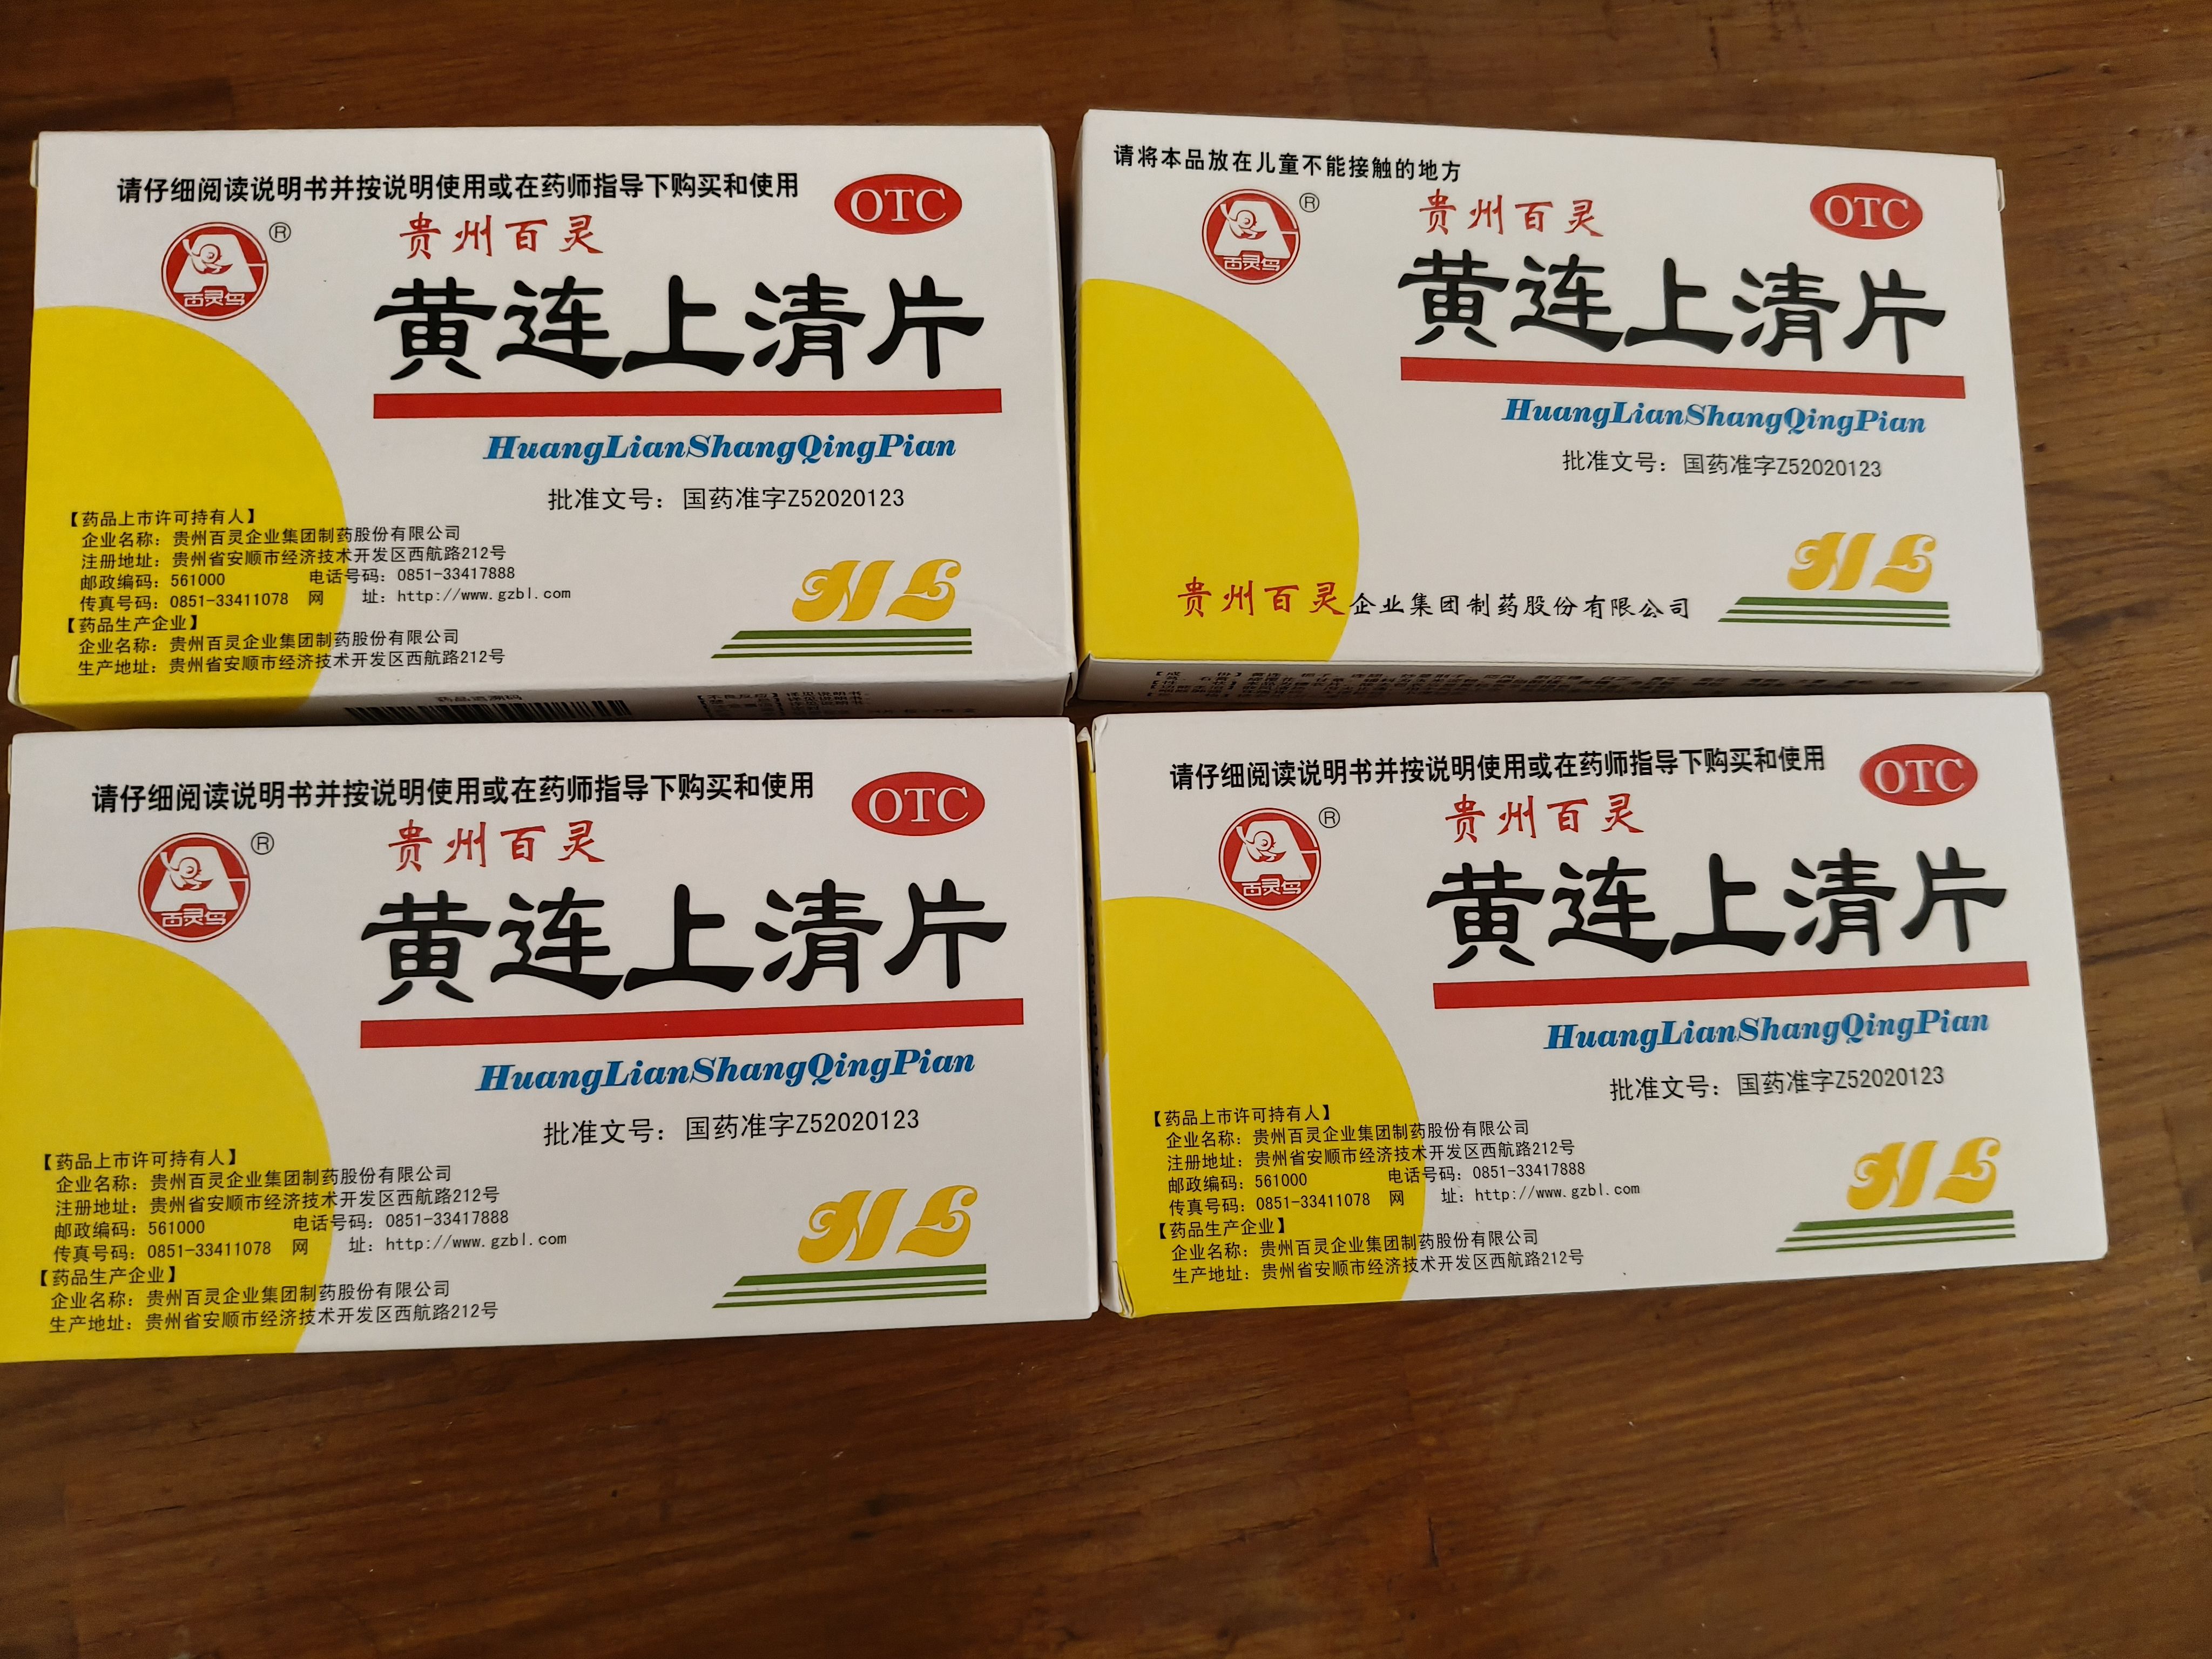 请仔细阅读说明书并按说明使用或在药师指导下购买和使用
OTC
百灵鸟
®
贵州百灵
黄连上清片
HuangLianShangQingPian
批准文号：国药准字Z52020123
【药品上市许可持有人】
企业名称：贵州百灵企业集团制药股份有限公司
注册地址：贵州省安顺市经济技术开发区西航路212号
邮政编码：561000 电话号码：0851-33417888
传真号码：0851-33411078 网 址：http://www.gzbl.com
【药品生产企业】
企业名称：贵州百灵企业集团制药股份有限公司
生产地址：贵州省安顺市经济技术开发区西航路212号
HL
药品追溯码
请将本品放在儿童不能接触的地方
OTC
百灵鸟
®
贵州百灵
黄连上清片
HuangLianShangQingPian
批准文号：国药准字Z52020123
HL
贵州百灵企业集团制药股份有限公司
请仔细阅读说明书并按说明使用或在药师指导下购买和使用
OTC
百灵鸟
®
贵州百灵
黄连上清片
HuangLianShangQingPian
批准文号：国药准字Z52020123
【药品上市许可持有人】
企业名称：贵州百灵企业集团制药股份有限公司
注册地址：贵州省安顺市经济技术开发区西航路212号
邮政编码：561000 电话号码：0851-33417888
传真号码：0851-33411078 网 址：http://www.gzbl.com
【药品生产企业】
企业名称：贵州百灵企业集团制药股份有限公司
生产地址：贵州省安顺市经济技术开发区西航路212号
HL
请仔细阅读说明书并按说明使用或在药师指导下购买和使用
OTC
百灵鸟
®
贵州百灵
黄连上清片
HuangLianShangQingPian
批准文号：国药准字Z52020123
【药品上市许可持有人】
企业名称：贵州百灵企业集团制药股份有限公司
注册地址：贵州省安顺市经济技术开发区西航路212号
邮政编码：561000 电话号码：0851-33417888
传真号码：0851-33411078 网 址：http://www.gzbl.com
【药品生产企业】
企业名称：贵州百灵企业集团制药股份有限公司
生产地址：贵州省安顺市经济技术开发区西航路212号
HL